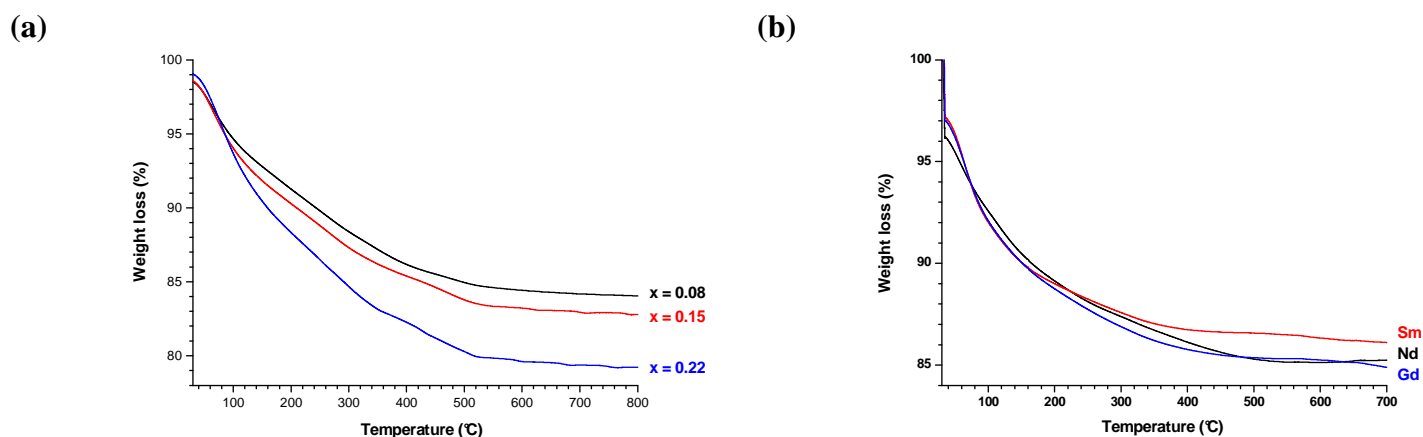 (a)
100
95
90
85
80
Weight loss (%)
x = 0.08
x = 0.15
x = 0.22
100 200 300 400 500 600 700 800
Temperature (℃)
(b)
100
95
90
85
Weight loss (%)
Sm
Nd
Gd
100 200 300 400 500 600 700
Temperature (℃)